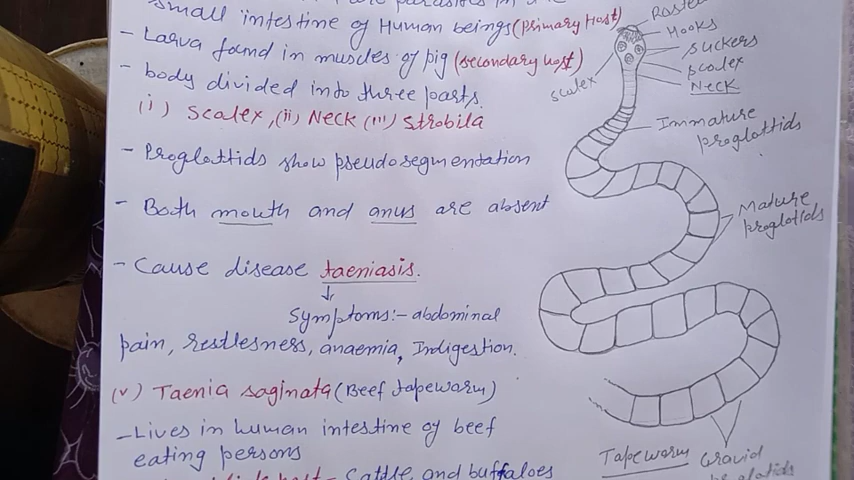 small intestine of Human beings (Primary Host)
- Larva found in muscles of pig (secondary host)
- body divided into three parts.
(i) Scolex, (ii) Neck (iii) Strobila
- Proglottids show pseudosegmentation
- Both mouth and anus are absent
- Cause disease taeniasis.
Symptoms:- abdominal
pain, restlesness, anaemia, Indigestion.
(v) Taenia saginata (Beef tapeworm)
- Lives in human intestine of beef
eating persons
host - Cattle and buffaloes
Hooks
Suckers
scolex
Neck
scolex
Immature
proglottids
Mature
proglotids
Tapeworm
Gravid